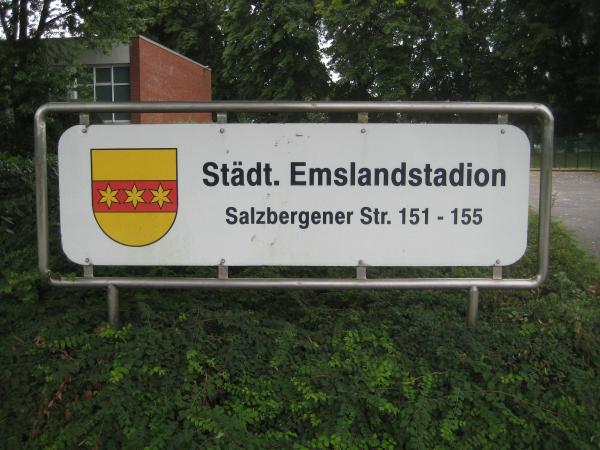 Städt. Emslandstadion
Salzbergener Str. 151 - 155